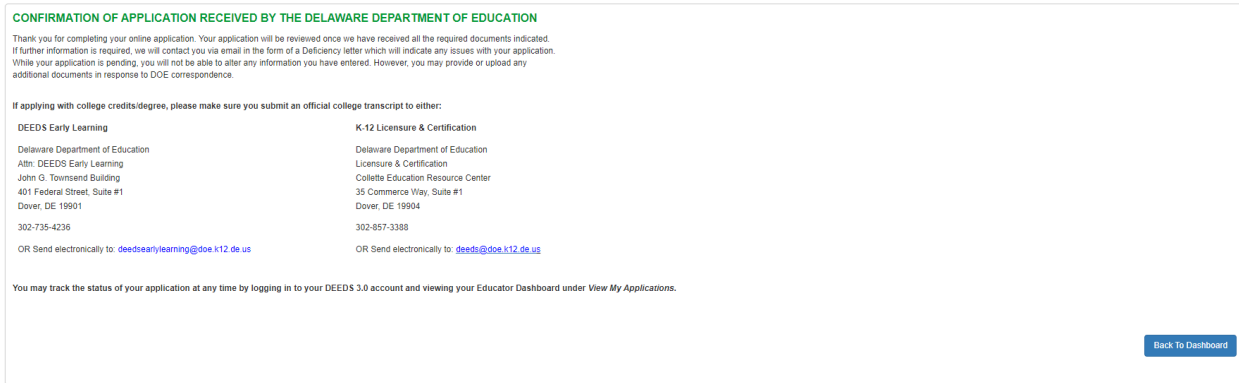 CONFIRMATION OF APPLICATION RECEIVED BY THE DELAWARE DEPARTMENT OF EDUCATION
Thank you for completing your online application. Your application will be reviewed once we have received all the required documents indicated.
If further information is required, we will contact you via email in the form of a Deficiency letter which will indicate any issues with your application.
While your application is pending, you will not be able to alter any information you have entered. However, you may provide or upload any
additional documents in response to DOE correspondence.
If applying with college credits/degree, please make sure you submit an official college transcript to either:
DEEDS Early Learning
Delaware Department of Education
Attn: DEEDS Early Learning
John G. Townsend Building
401 Federal Street, Suite #1
Dover, DE 19901
302-735-4236
OR Send electronically to: deedsearlylearning@doe.k12.de.us
K-12 Licensure & Certification
Delaware Department of Education
Licensure & Certification
Collette Education Resource Center
35 Commerce Way, Suite #1
Dover, DE 19904
302-857-3388
OR Send electronically to: deeds@doe.k12.de.us
You may track the status of your application at any time by logging in to your DEEDS 3.0 account and viewing your Educator Dashboard under View My Applications.
Back To Dashboard